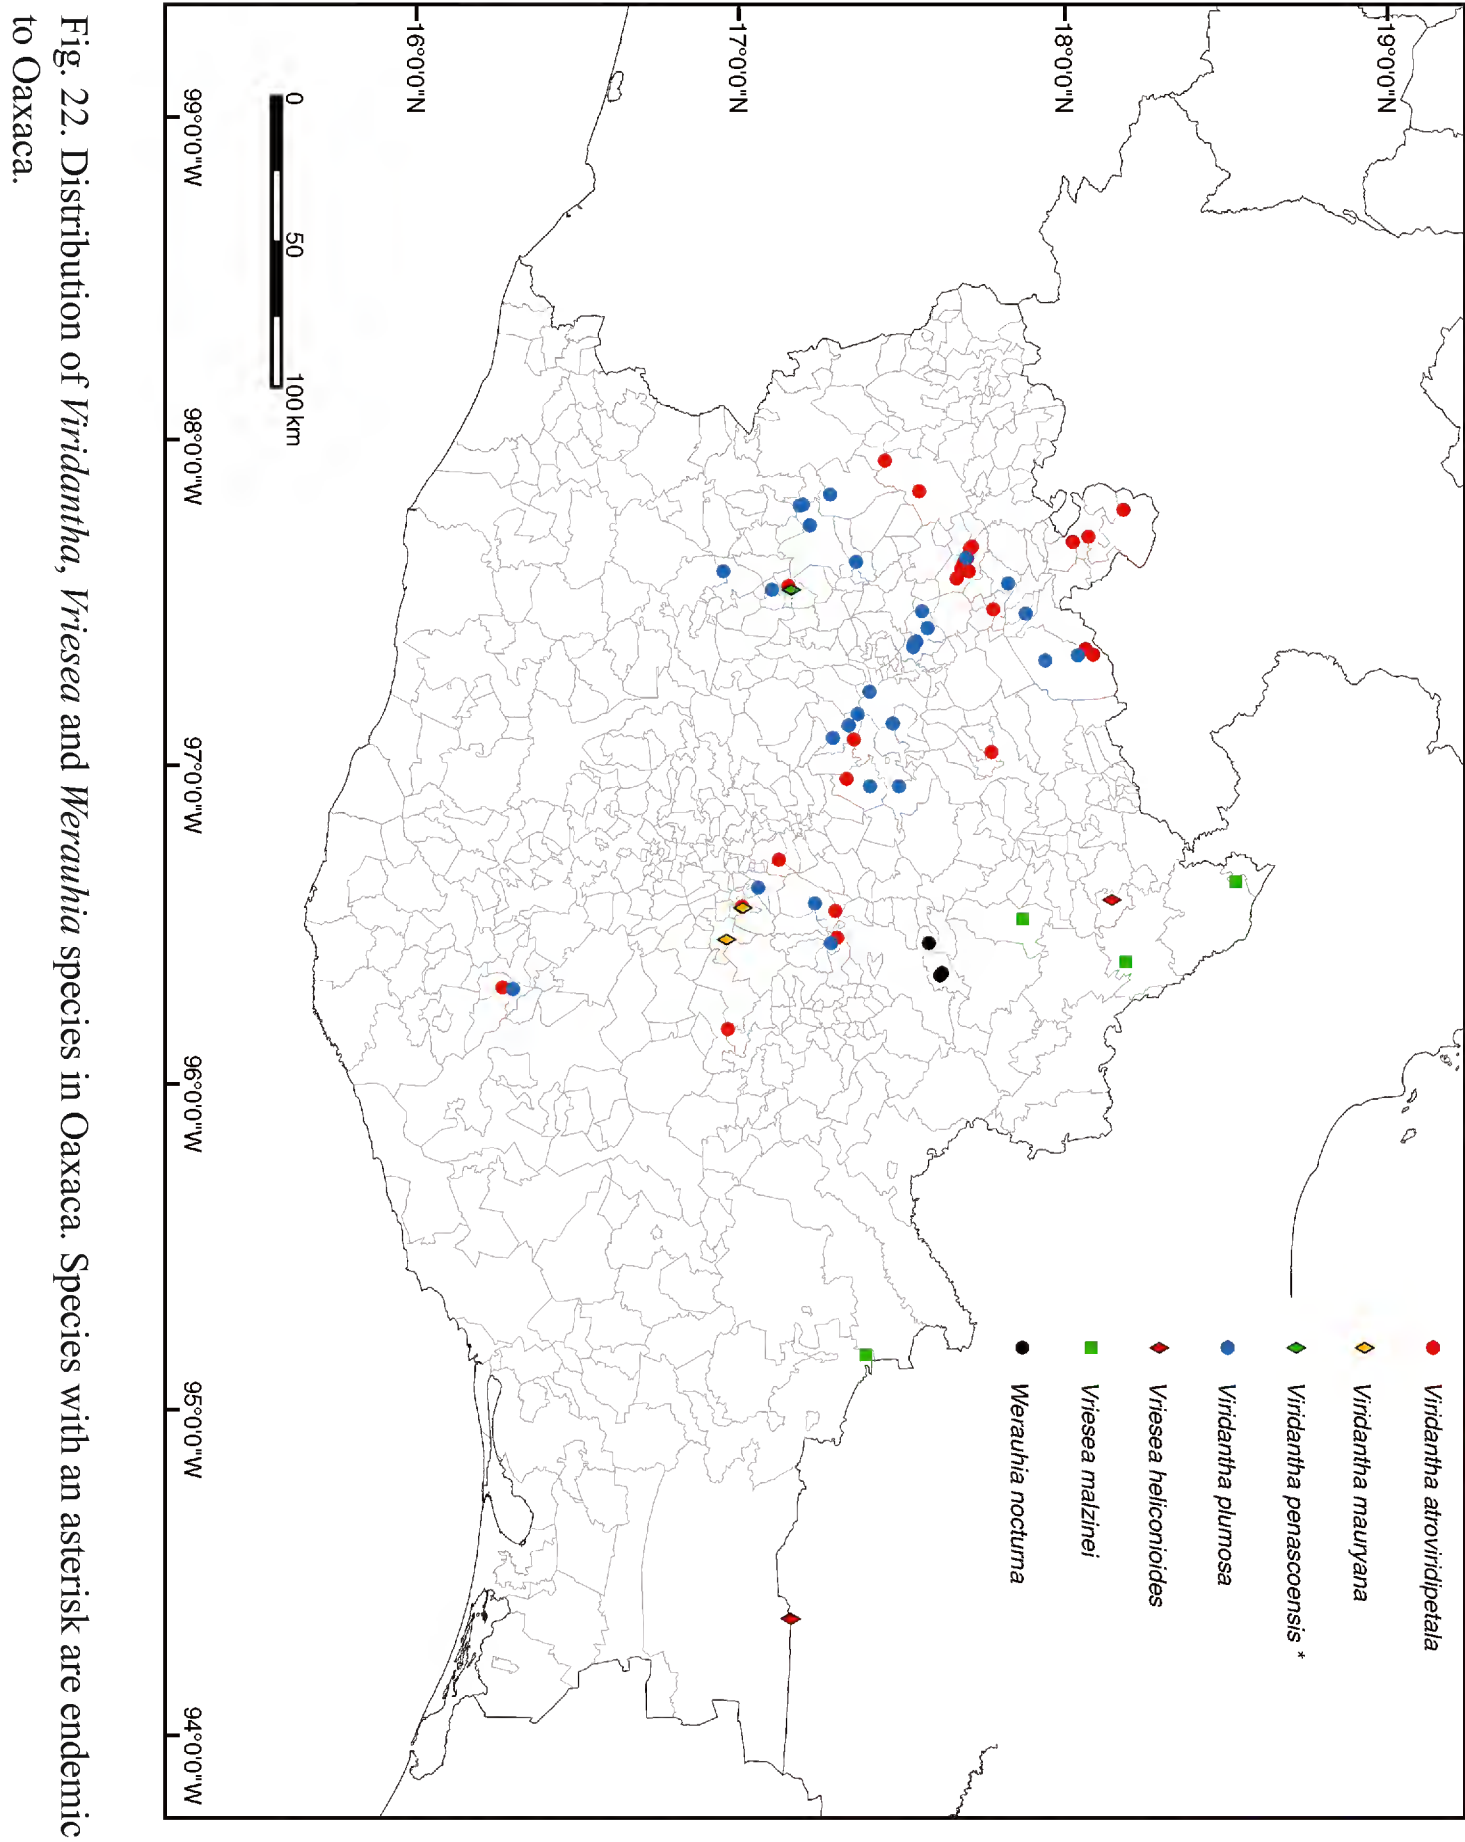 19°0'0"N
18°0'0"N
17°0'0"N
16°0'0"N
Viridantha atroviridipetala
Viridantha mauryana
Viridantha penascoensis *
Viridantha plumosa
Vriesea heliconioides
Vriesea malzinei
Werauhia nocturna
0 50 100 km
99°0'0"W 98°0'0"W 97°0'0"W 96°0'0"W 95°0'0"W 94°0'0"W
Fig. 22. Distribution of Viridantha, Vriesea and Werauhia species in Oaxaca. Species with an asterisk are endemic
to Oaxaca.